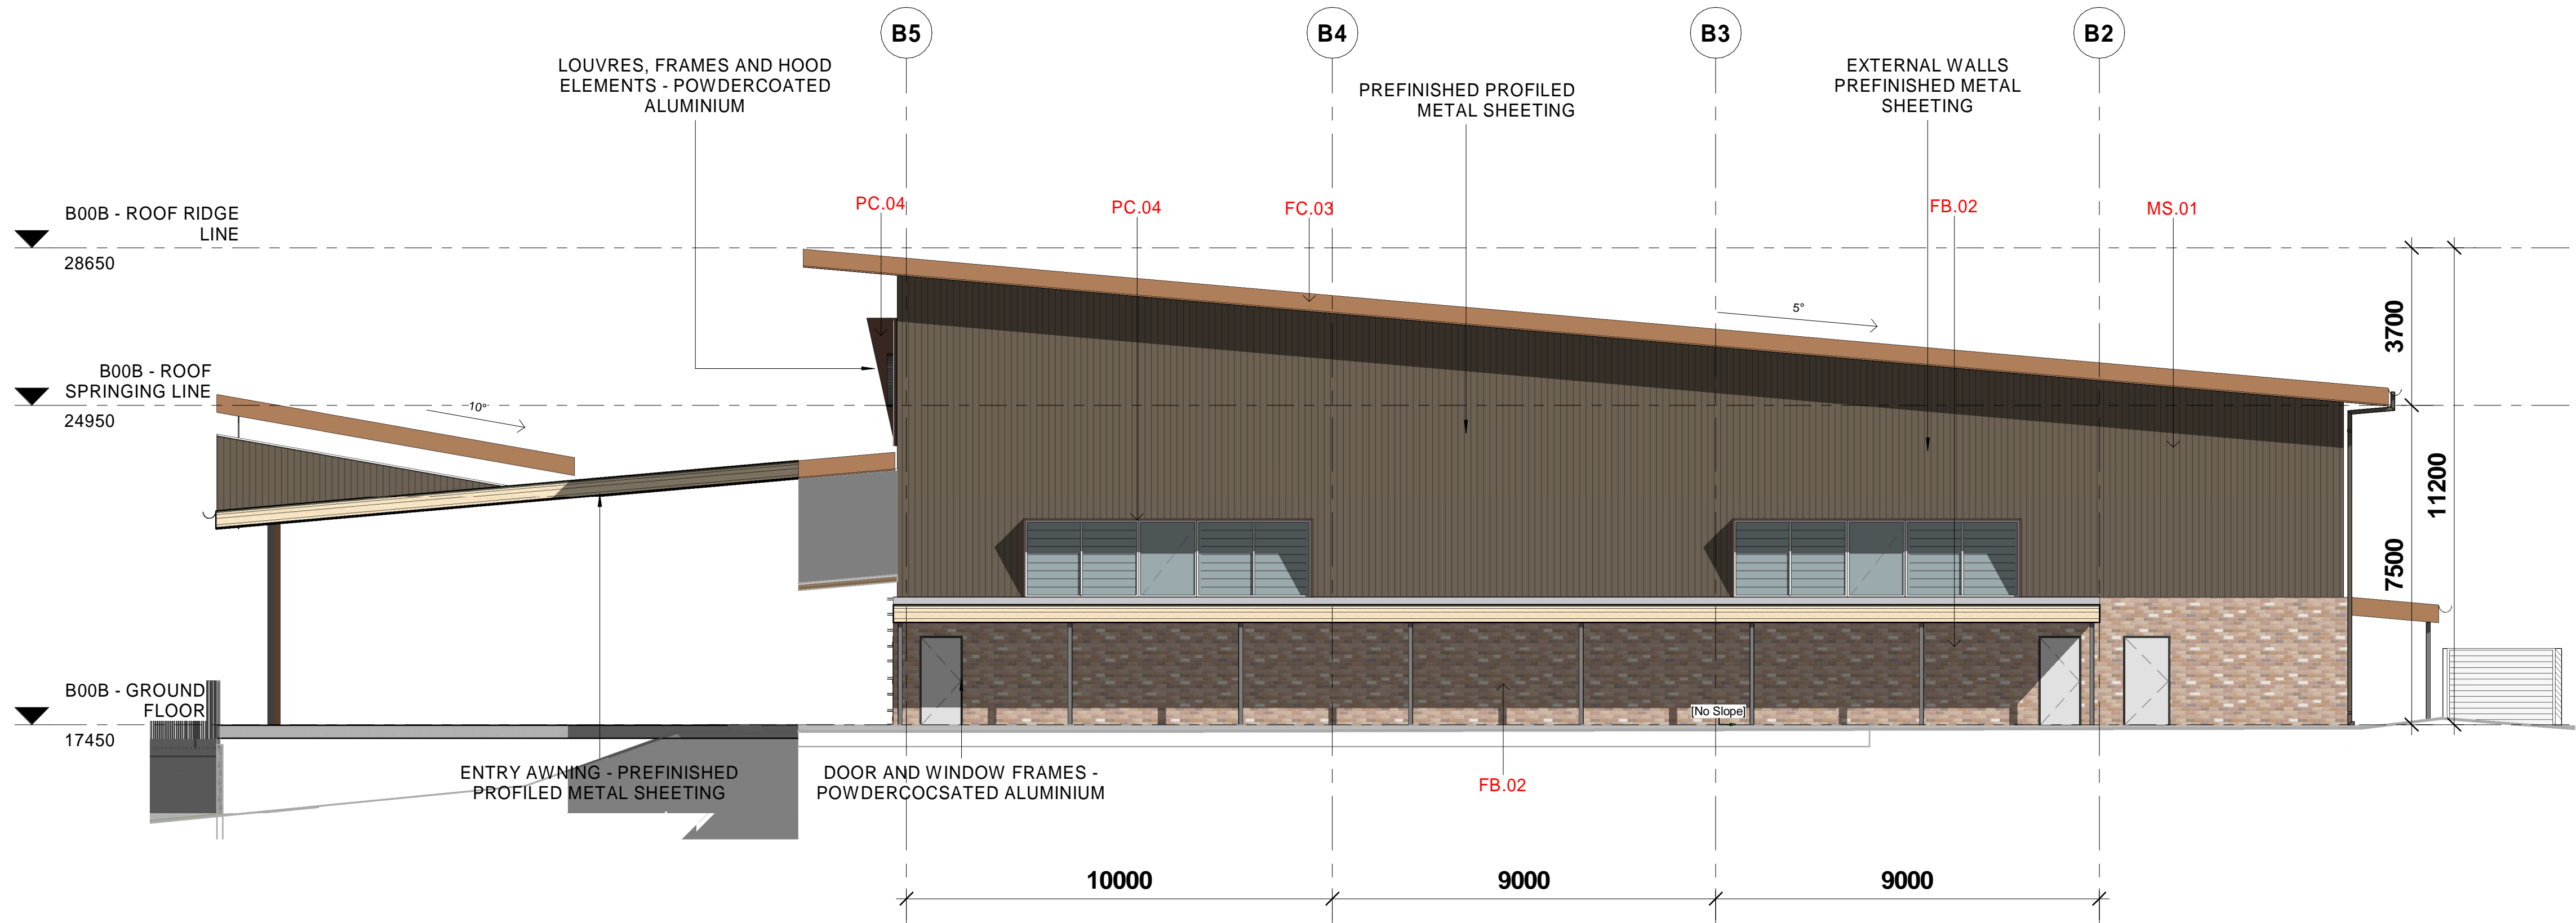 B5
B4
B3
B2
LOUVRES, FRAMES AND HOOD
ELEMENTS - POWDERCOATED
ALUMINIUM
PREFINISHED PROFILED
METAL SHEETING
EXTERNAL WALLS
PREFINISHED METAL
SHEETING
PC.04
PC.04
FC.03
FB.02
MS.01
B00B - ROOF RIDGE
LINE
28650
5°
3700
B00B - ROOF
SPRINGING LINE
24950
10°
11200
7500
B00B - GROUND
FLOOR
17450
[No Slope]
ENTRY AWNING - PREFINISHED
PROFILED METAL SHEETING
DOOR AND WINDOW FRAMES -
POWDERCOCSATED ALUMINIUM
FB.02
10000
9000
9000